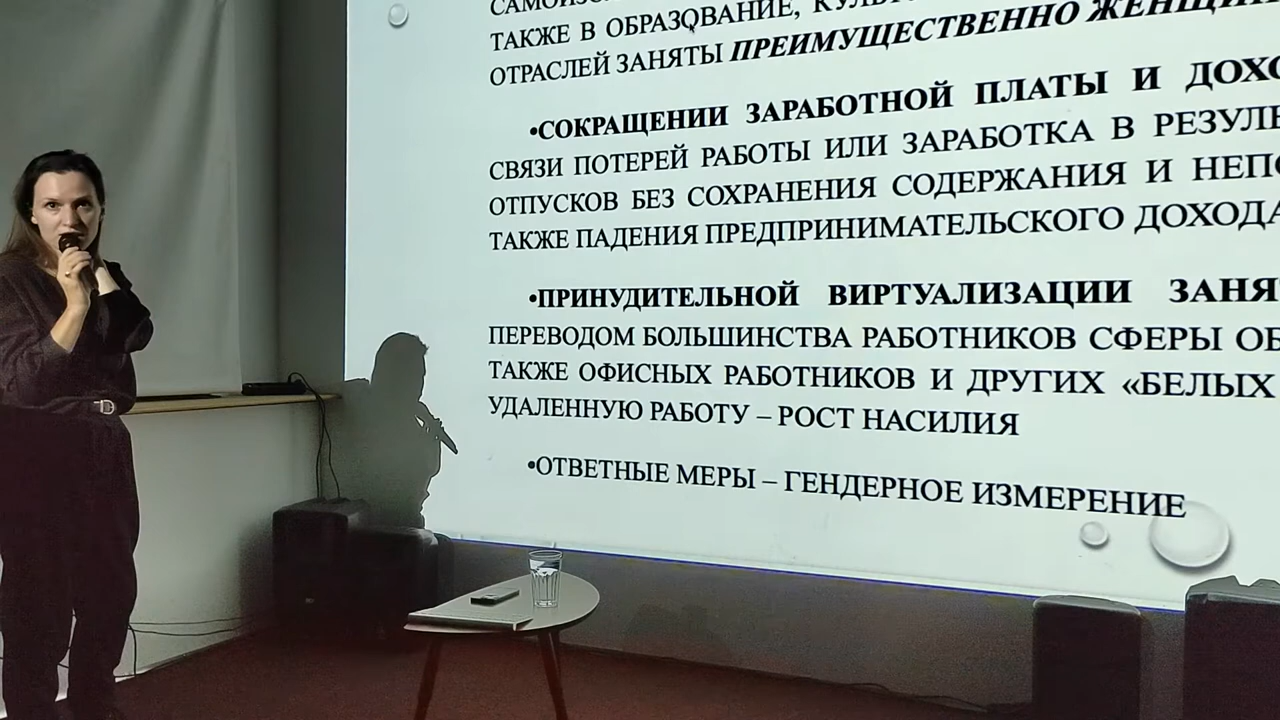 ТАКЖЕ В ОБРАЗОВАНИЕ,
ОТРАСЛЕЙ ЗАНЯТЫ ПРЕИМУЩЕСТВЕННО
•СОКРАЩЕНИИ ЗАРАБОТНОЙ ПЛАТЫ И
СВЯЗИ ПОТЕРЕЙ РАБОТЫ ИЛИ ЗАРАБОТКА В
ОТПУСКОВ БЕЗ СОХРАНЕНИЯ СОДЕРЖАНИЯ И
ТАКЖЕ ПАДЕНИЯ ПРЕДПРИНИМАТЕЛЬСКОГО ДОХОДА
•ПРИНУДИТЕЛЬНОЙ ВИРТУАЛИЗАЦИИ
ПЕРЕВОДОМ БОЛЬШИНСТВА РАБОТНИКОВ СФЕРЫ
ТАКЖЕ ОФИСНЫХ РАБОТНИКОВ И ДРУГИХ «БЕЛЫХ
УДАЛЕННУЮ РАБОТУ – РОСТ НАСИЛИЯ
•ОТВЕТНЫЕ МЕРЫ – ГЕНДЕРНОЕ ИЗМЕРЕНИЕ